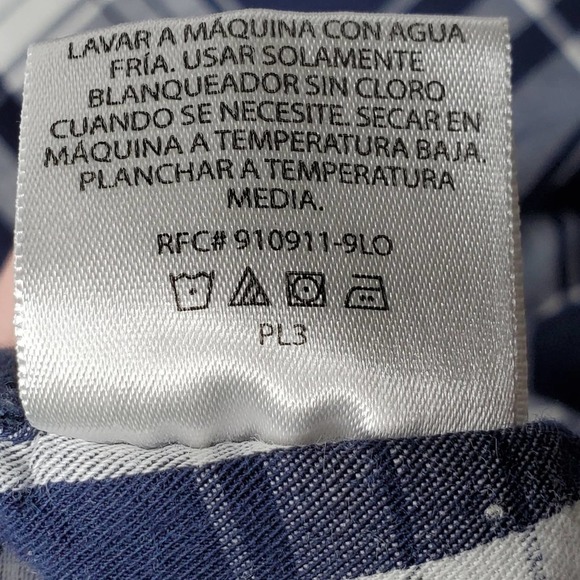 LAVAR A MÁQUINA CON AGUA
FRÍA. USAR SOLAMENTE
BLANQUEADOR SIN CLORO
CUANDO SE NECESITE. SECAR EN
MÁQUINA A TEMPERATURA BAJA.
PLANCHAR A TEMPERATURA
MEDIA.
RFC# 910911-9LO
PL3